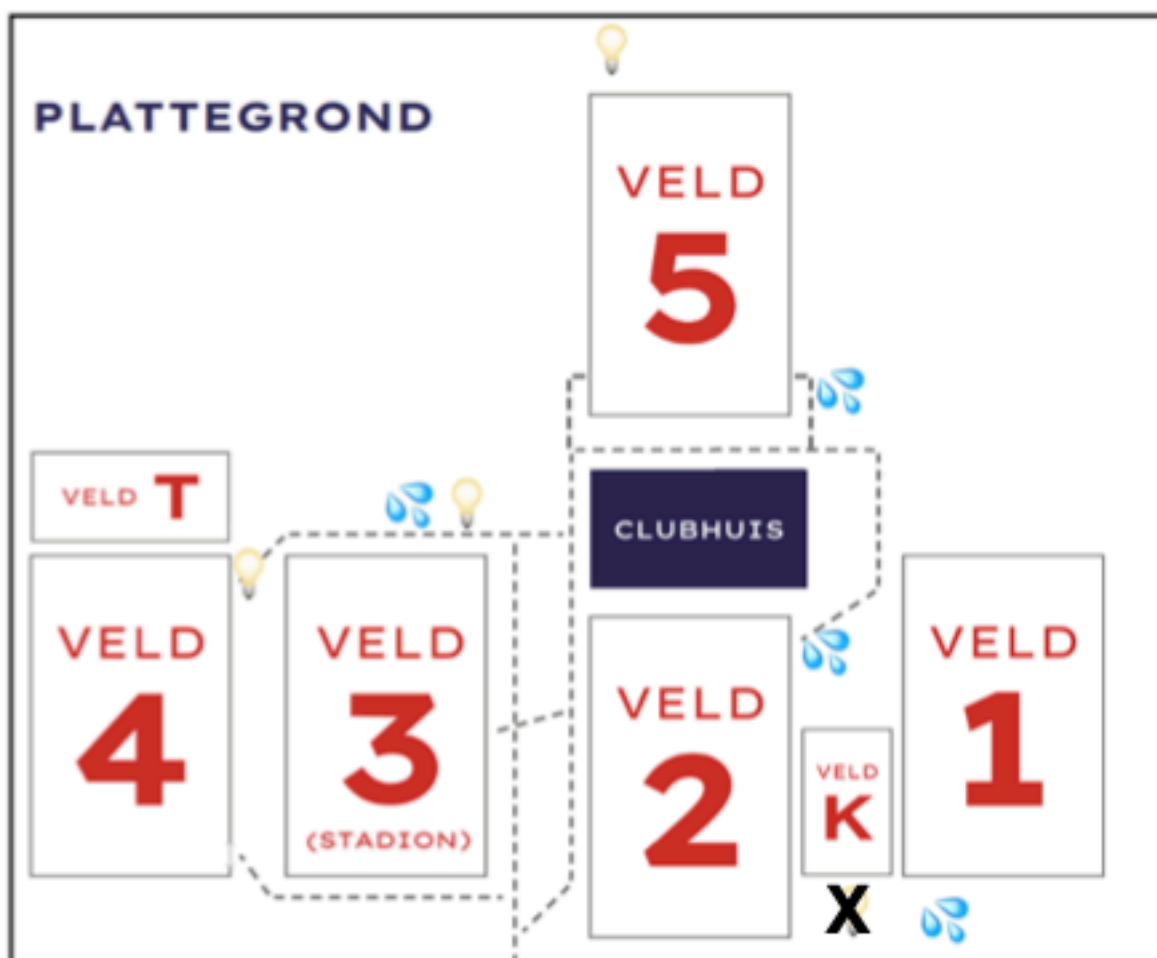 PLATTEGROND
VELD
5
VELD T
CLUBHUIS
VELD
4
VELD
3
(STADION)
VELD
2
VELD
K
VELD
1
X